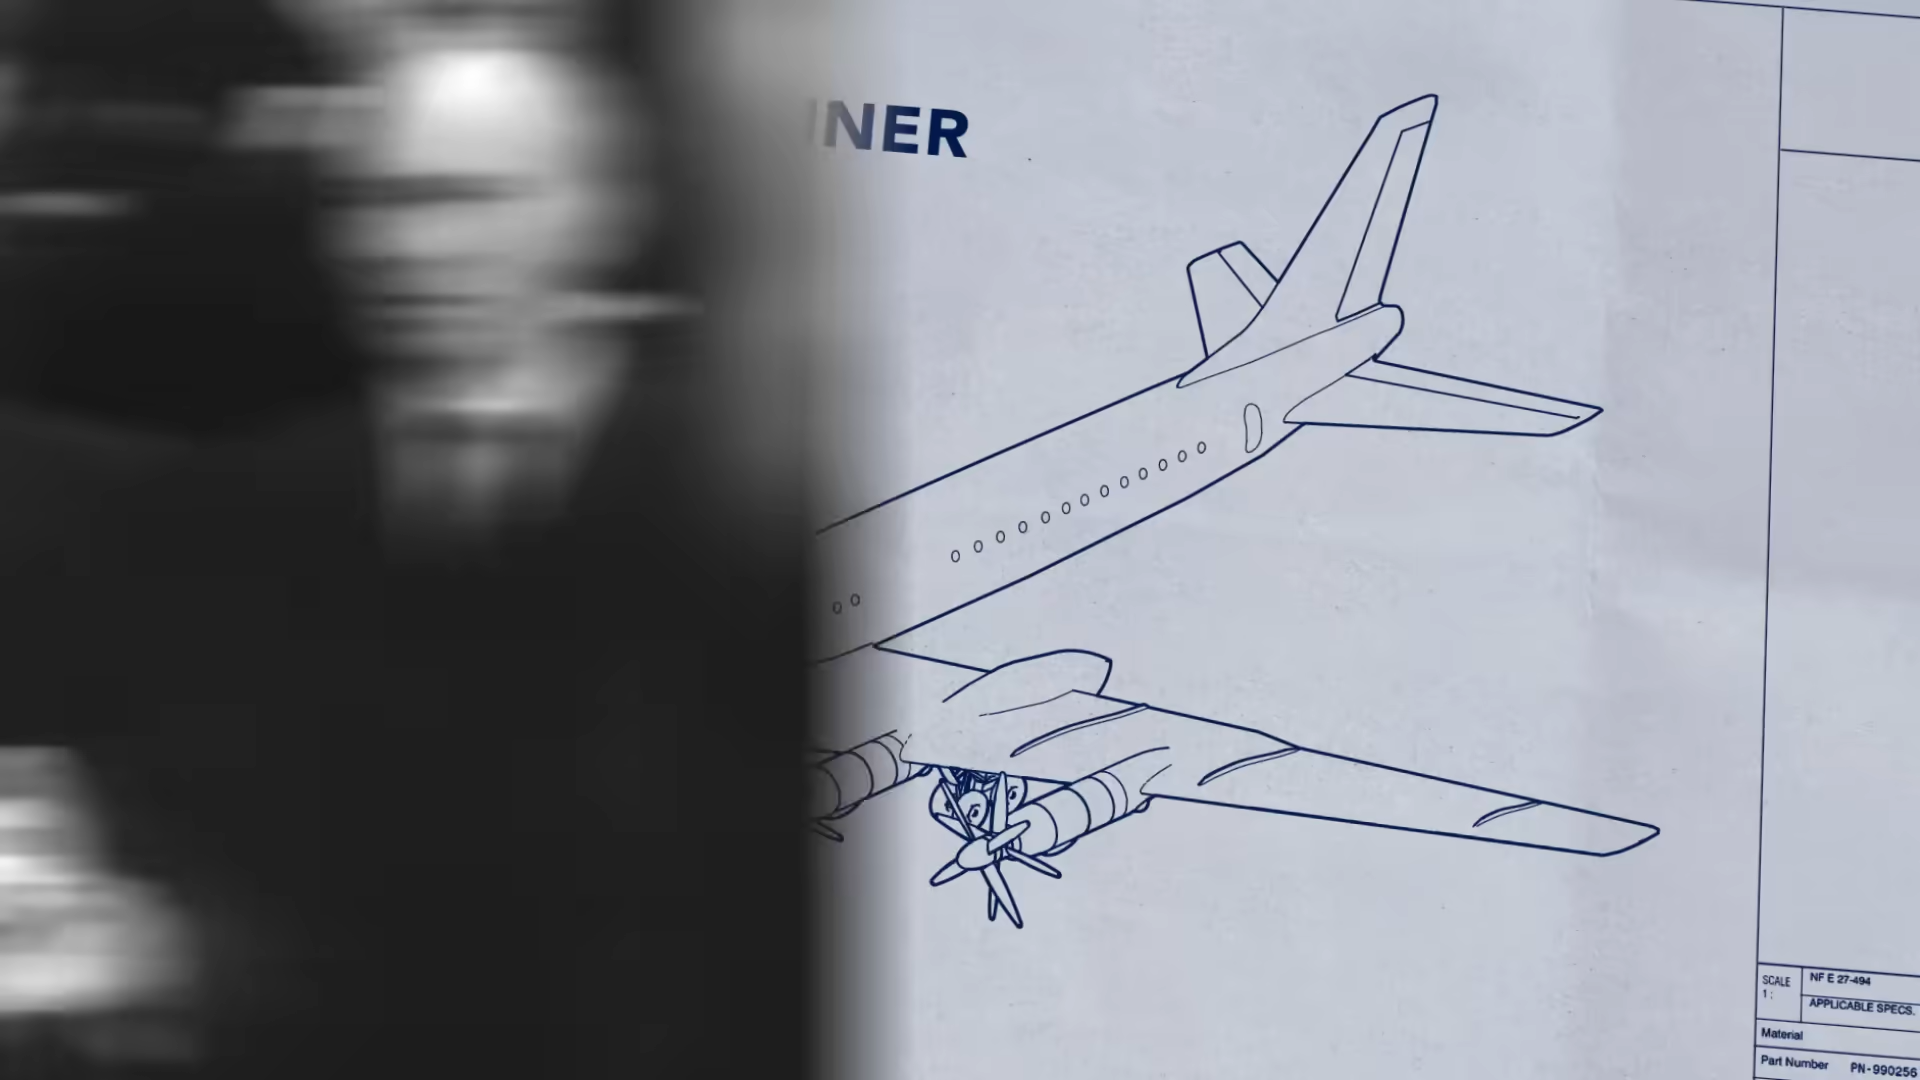 INER
SCALE
1 :
NF E 27-494
APPLICABLE SPECS.
Material
Part Number PN-990256